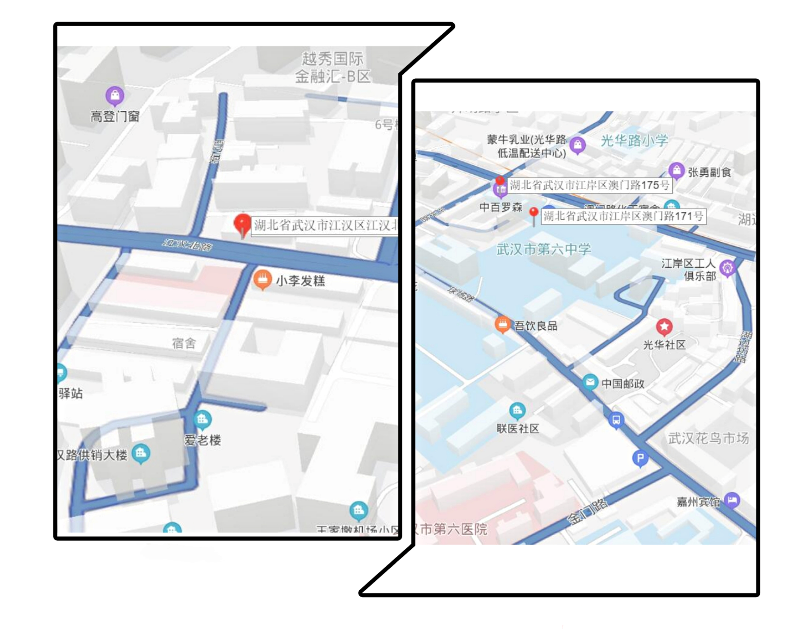 越秀国际
金融汇-B区
高登门窗
6号
湖北省武汉市江汉区江汉北
小李发糕
宿舍
驿站
爱老楼
汉路供销大楼
王家墩机场小区
蒙牛乳业(光华路
低温配送中心)
光华路小学
张勇副食
湖北省武汉市江岸区澳门路175号
中百罗森
湖北省武汉市江岸区澳门路171号
武汉市第六中学
江岸区工人
俱乐部
吾饮良品
光华社区
中国邮政
联医社区
武汉花鸟市场
嘉州宾馆
金门路
汉市第六医院